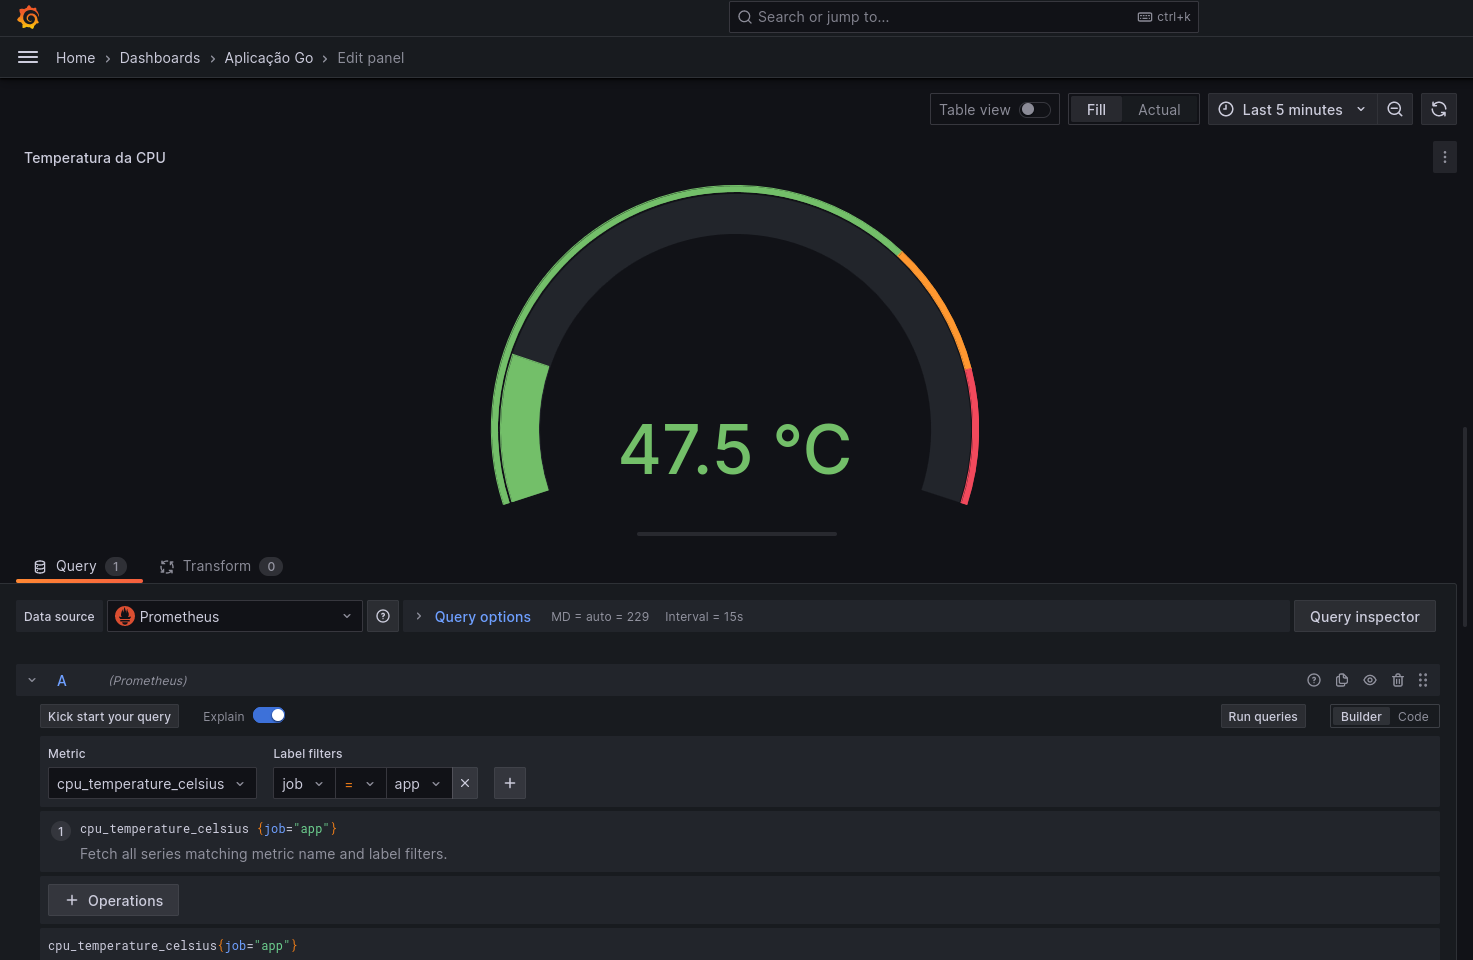 Search or jump to... ctrl+k
Home › Dashboards › Aplicação Go › Edit panel
Table view Fill Actual Last 5 minutes
Temperatura da CPU
47.5 °C
Query 1 Transform 0
Data source Prometheus Query options MD = auto = 229 Interval = 15s Query inspector
A (Prometheus)
Kick start your query Explain Run queries Builder Code
Metric Label filters
cpu_temperature_celsius job = app
1 cpu_temperature_celsius {job="app"}
Fetch all series matching metric name and label filters.
+ Operations
cpu_temperature_celsius{job="app"}